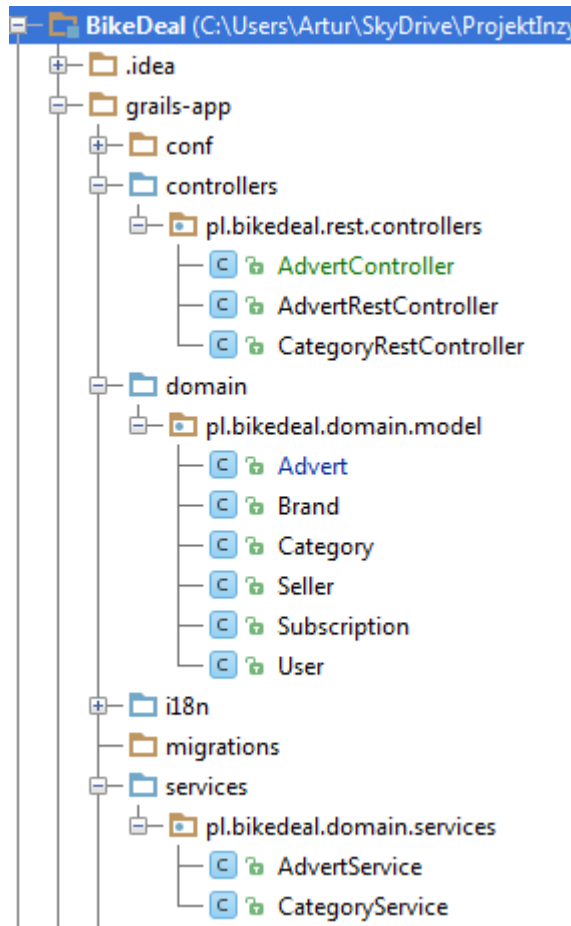 BikeDeal (C:\Users\Artur\SkyDrive\ProjektInzy
.idea
grails-app
conf
controllers
pl.bikedeal.rest.controllers
C AdvertController
C AdvertRestController
C CategoryRestController
domain
pl.bikedeal.domain.model
C Advert
C Brand
C Category
C Seller
C Subscription
C User
i18n
migrations
services
pl.bikedeal.domain.services
C AdvertService
C CategoryService